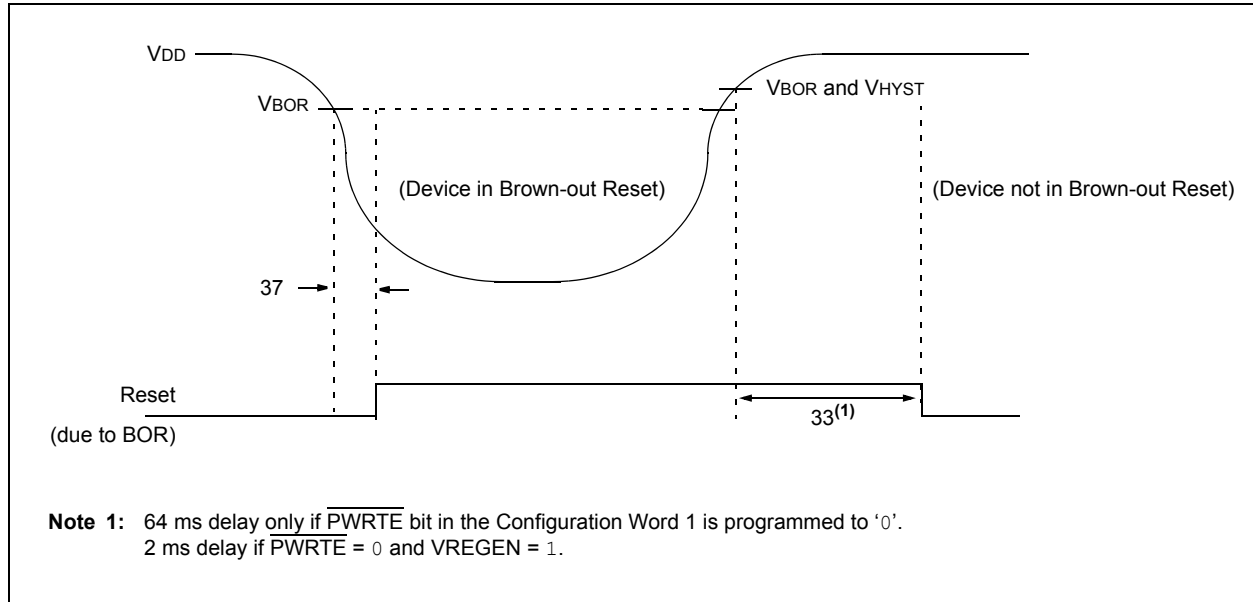 VDD
VBOR
VBOR and VHYST
(Device in Brown-out Reset)
(Device not in Brown-out Reset)
37
Reset
(due to BOR)
33(1)
Note 1: 64 ms delay only if PWRTE bit in the Configuration Word 1 is programmed to ‘0’.
2 ms delay if PWRTE = 0 and VREGEN = 1.